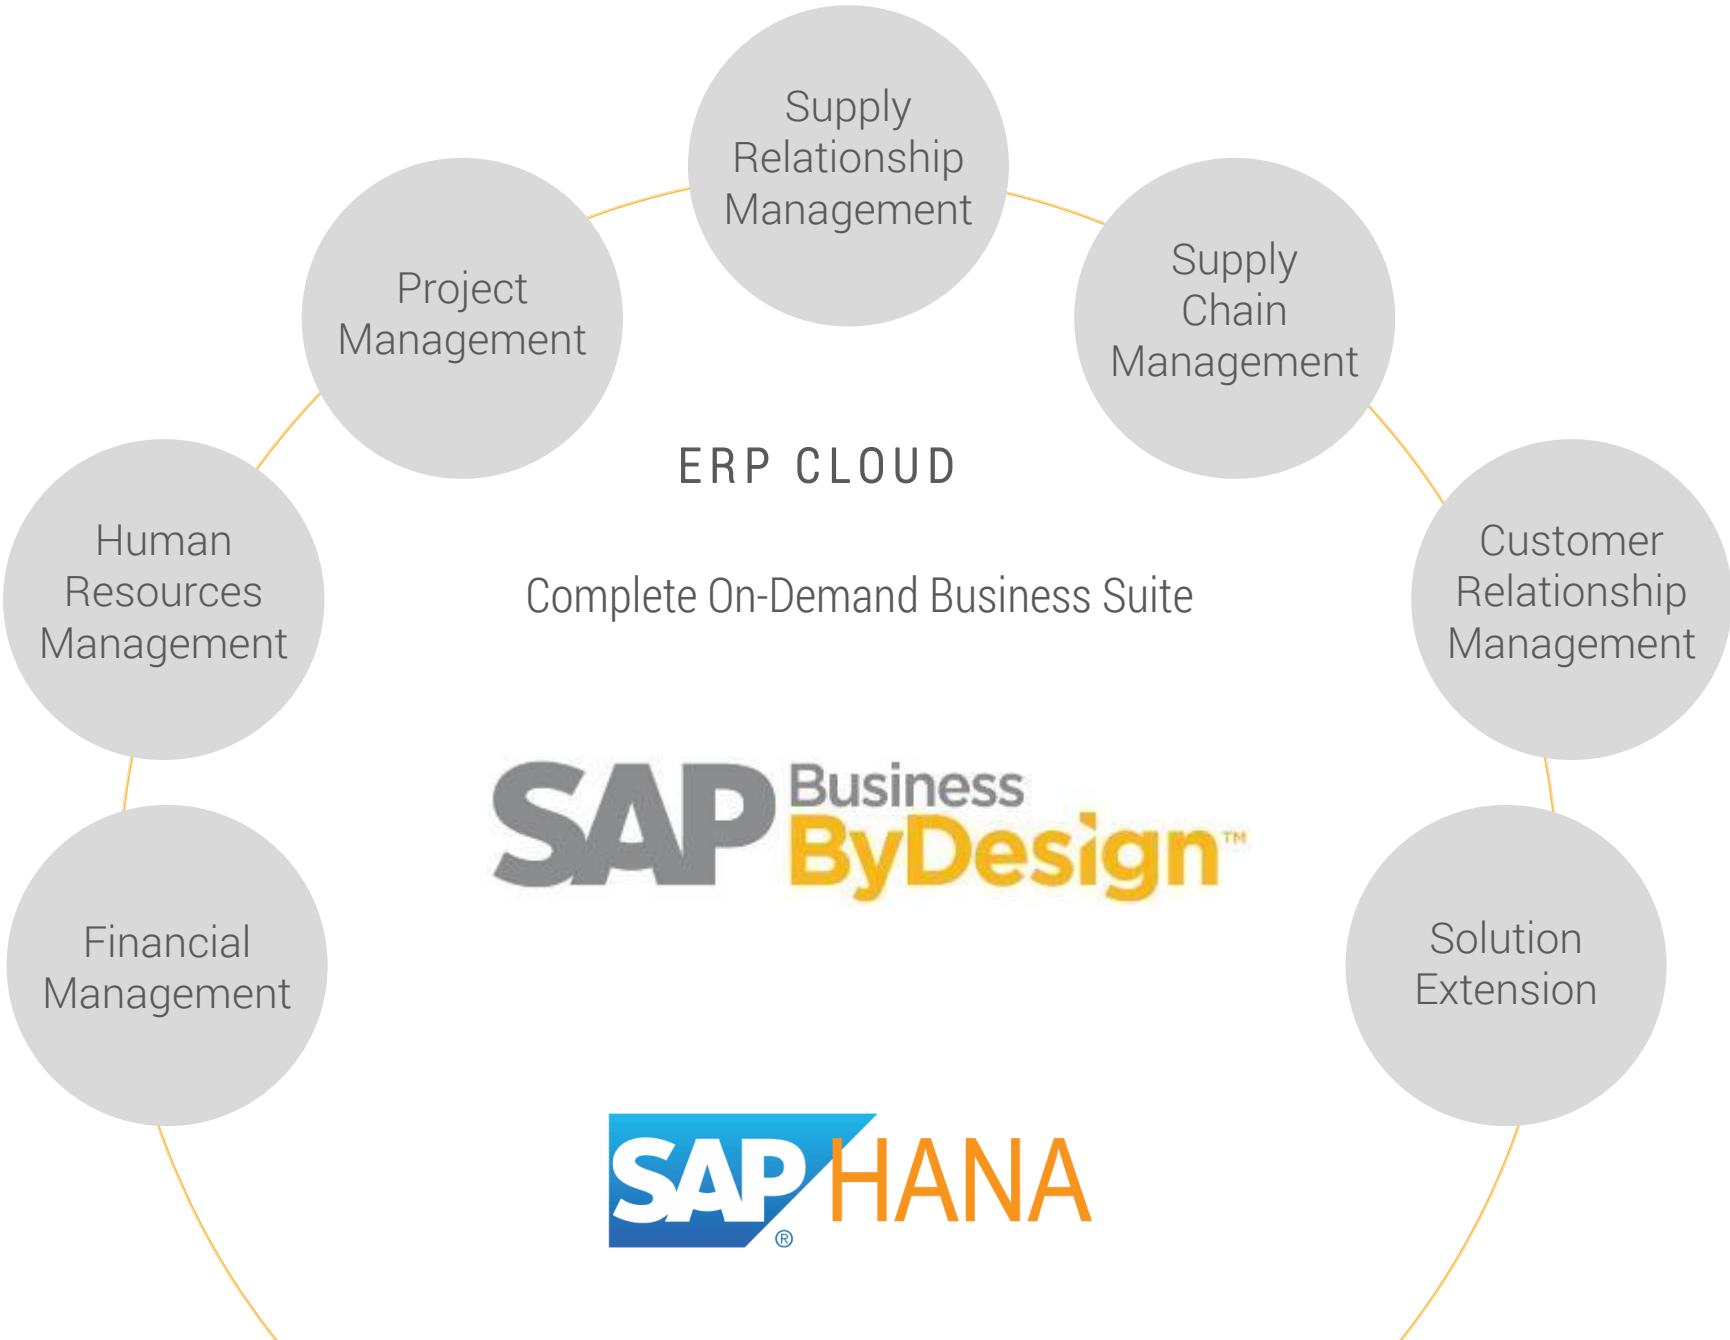 Supply
Relationship
Management
Project
Management
Supply
Chain
Management
ERP CLOUD
Human
Resources
Management
Complete On-Demand Business Suite
Customer
Relationship
Management
SAP Business
ByDesign™
Financial
Management
Solution
Extension
SAP® HANA